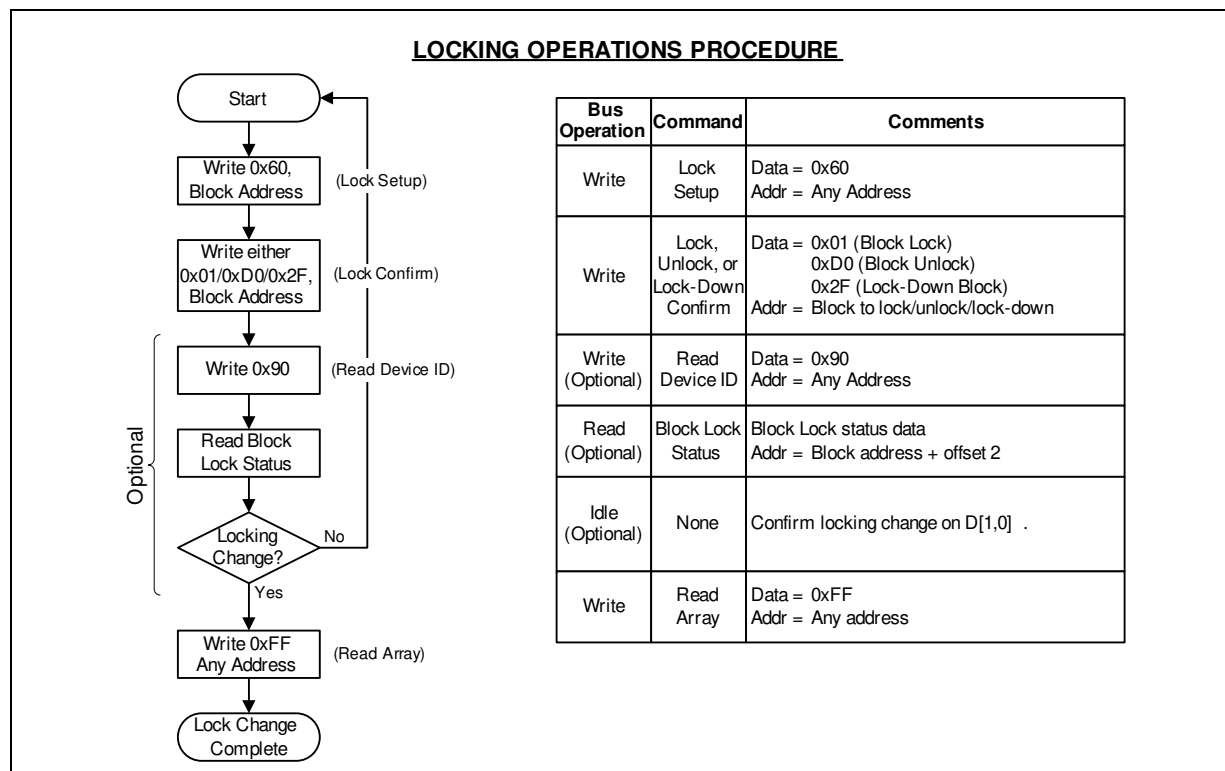 LOCKING OPERATIONS PROCEDURE
Start
Write 0x60,
Block Address
(Lock Setup)
Write either
0x01/0xD0/0x2F,
Block Address
(Lock Confirm)
Optional
Write 0x90
(Read Device ID)
Read Block
Lock Status
Locking
Change?
No
Yes
Write 0xFF
Any Address
(Read Array)
Lock Change
Complete
Bus
Operation
Command
Comments
Write
Lock
Setup
Data = 0x60
Addr = Any Address
Write
Lock,
Unlock, or
Lock-Down
Confirm
Data = 0x01 (Block Lock)
0xD0 (Block Unlock)
0x2F (Lock-Down Block)
Addr = Block to lock/unlock/lock-down
Write
(Optional)
Read
Device ID
Data = 0x90
Addr = Any Address
Read
(Optional)
Block Lock
Status
Block Lock status data
Addr = Block address + offset 2
Idle
(Optional)
None
Confirm locking change on D[1,0] .
Write
Read
Array
Data = 0xFF
Addr = Any address